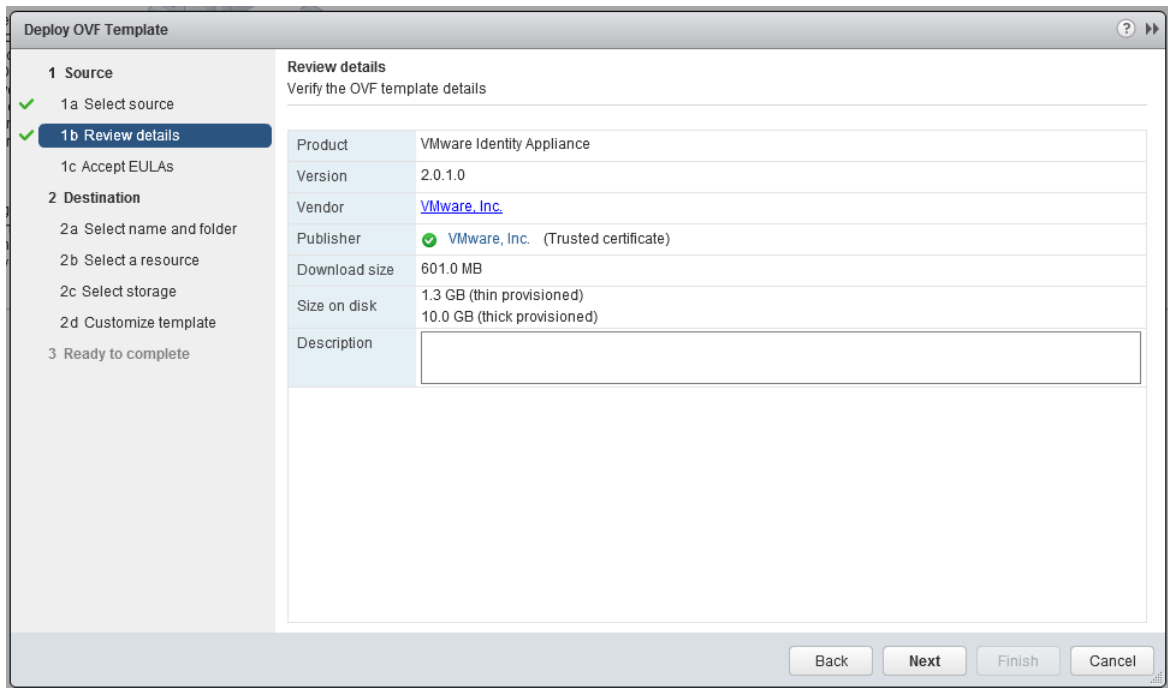 Deploy OVF Template
?
1 Source
1a Select source
1b Review details
1c Accept EULAs
2 Destination
2a Select name and folder
2b Select a resource
2c Select storage
2d Customize template
3 Ready to complete
Review details
Verify the OVF template details
Product VMware Identity Appliance
Version 2.0.1.0
Vendor VMware, Inc.
Publisher VMware, Inc. (Trusted certificate)
Download size 601.0 MB
Size on disk 1.3 GB (thin provisioned)
10.0 GB (thick provisioned)
Description
Back Next Finish Cancel